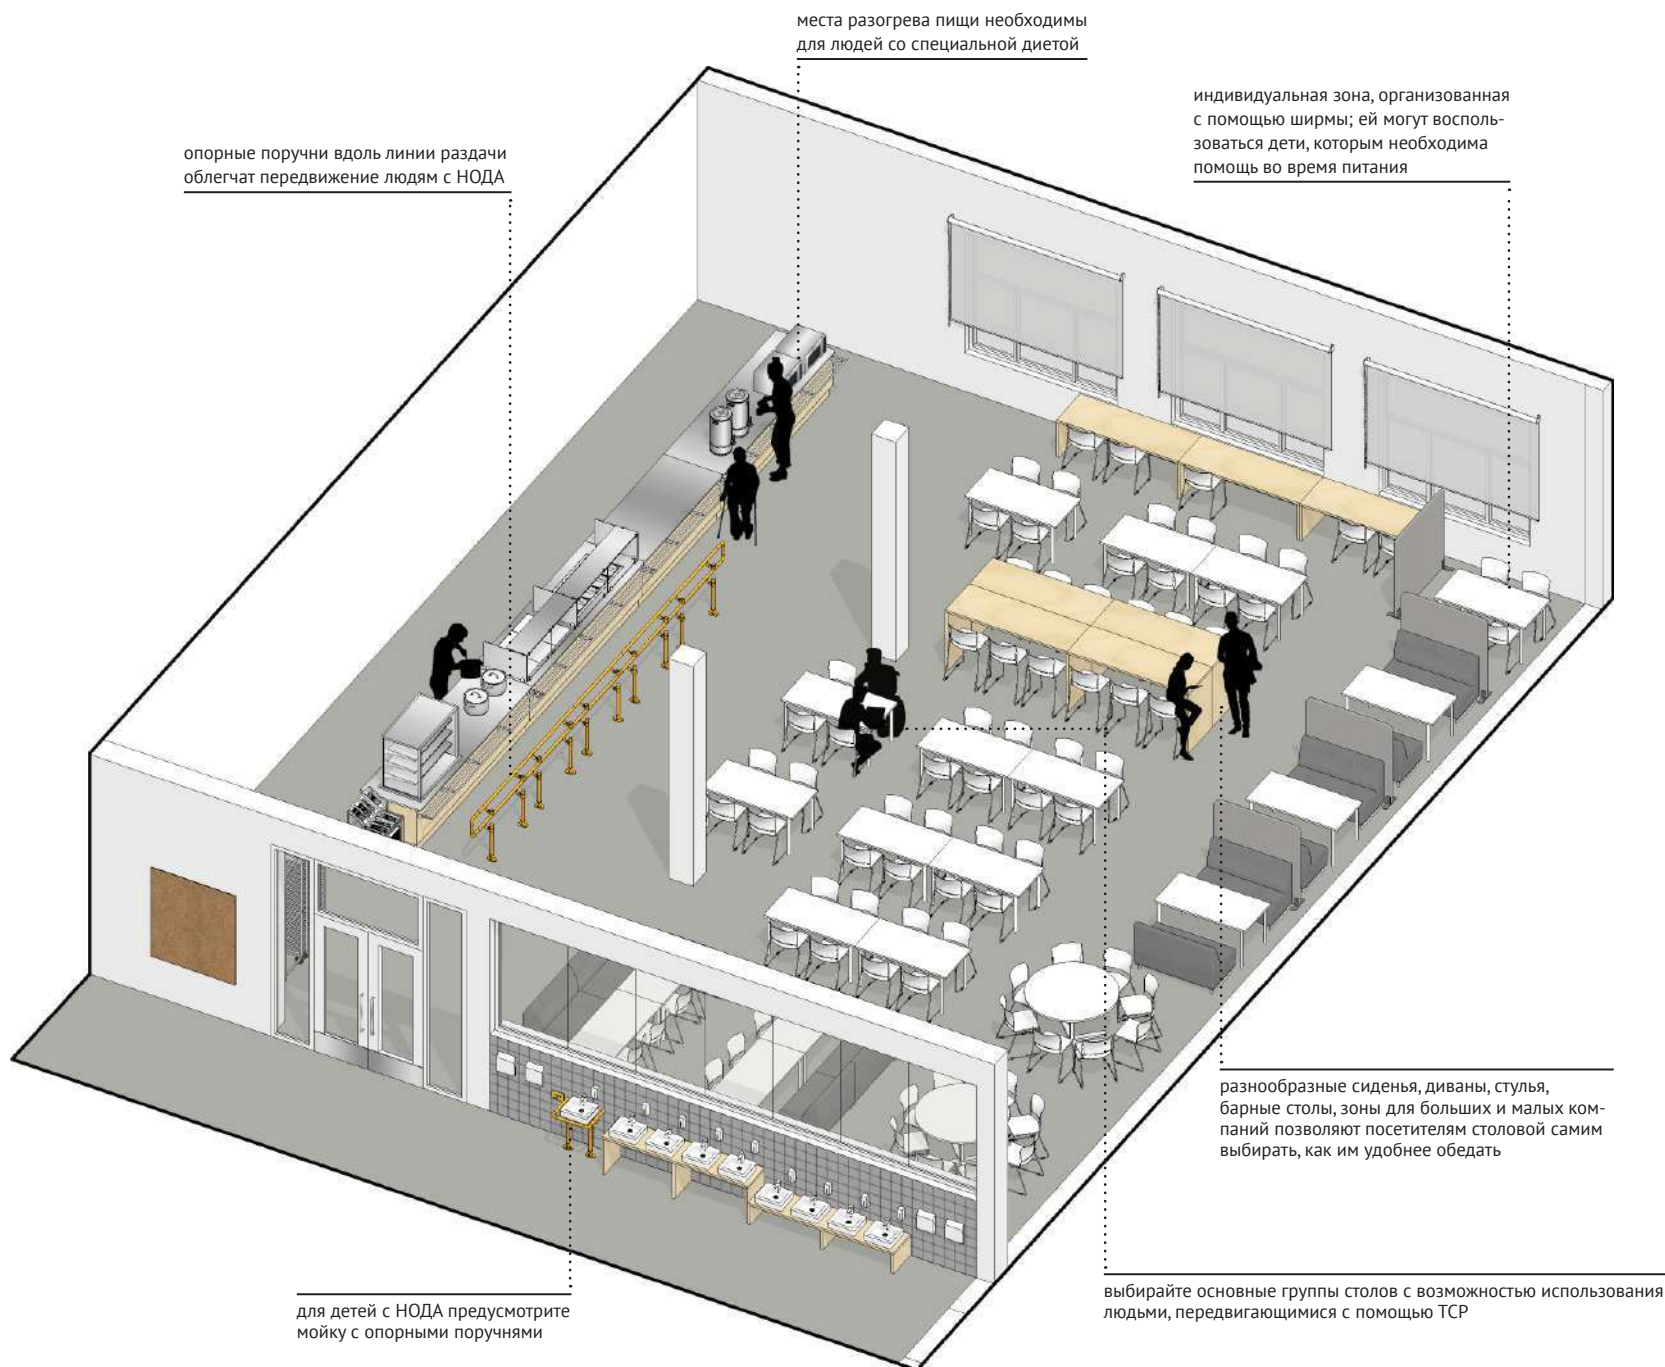 места разогрева пищи необходимы
для людей со специальной диетой
индивидуальная зона, организованная
с помощью ширмы; ей могут восполь-
зоваться дети, которым необходима
помощь во время питания
опорные поручни вдоль линии раздачи
облегчат передвижение людям с НОДА
разнообразные сиденья, диваны, стулья,
барные столы, зоны для больших и малых ком-
паний позволяют посетителям столовой самим
выбирать, как им удобнее обедать
выбирайте основные группы столов с возможностью использования
людьми, передвигающимися с помощью ТСР
для детей с НОДА предусмотрите
мойку с опорными поручнями